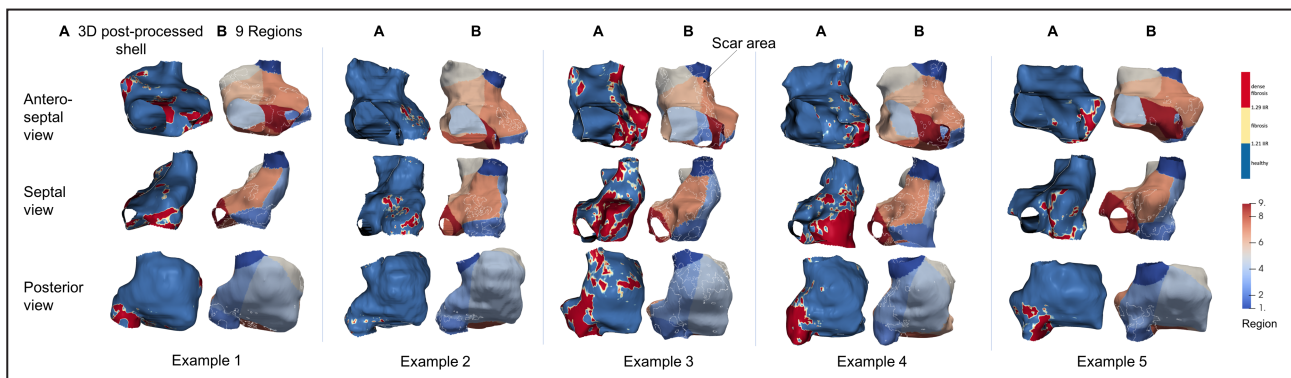 A 3D post-processed shell
B 9 Regions
A
B
A
B
Scar area
A
B
A
B
Antero-
septal
view
Septal
view
Posterior
view
dense
fibrosis
1.29 IIR
fibrosis
1.21 IIR
healthy
9.
8
6
4
2
1.
Region
Example 1
Example 2
Example 3
Example 4
Example 5